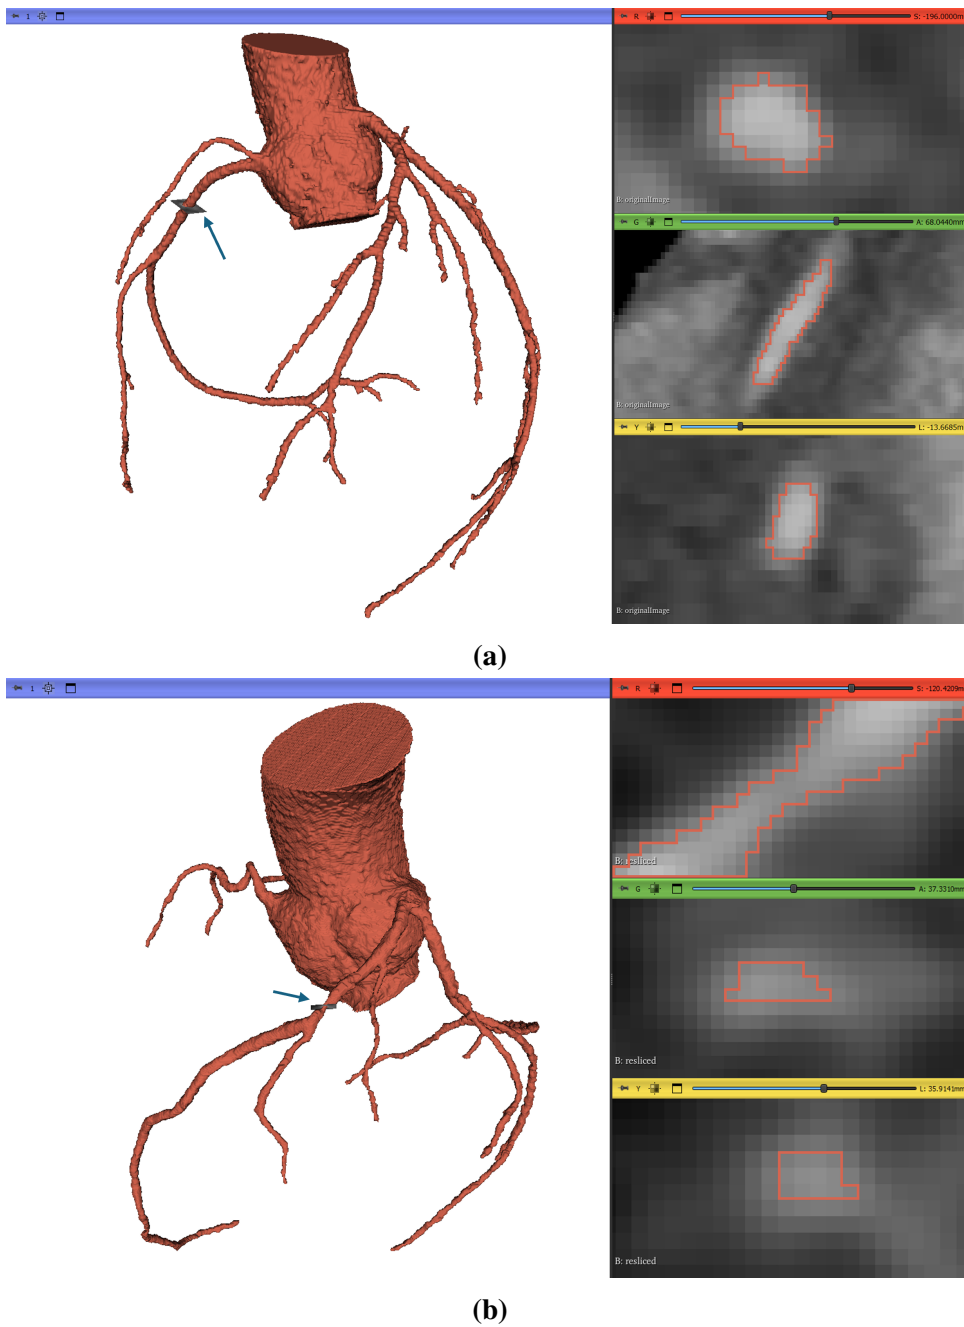 1
R S: -196.0000m
B: originalImage
G A: 68.0440mm
B: originalImage
Y L: -13.6685m
B: originalImage
(a)
1
R S: -120.4209m
B: resliced
G A: 37.3310mm
B: resliced
Y L: 35.9141mm
B: resliced
(b)